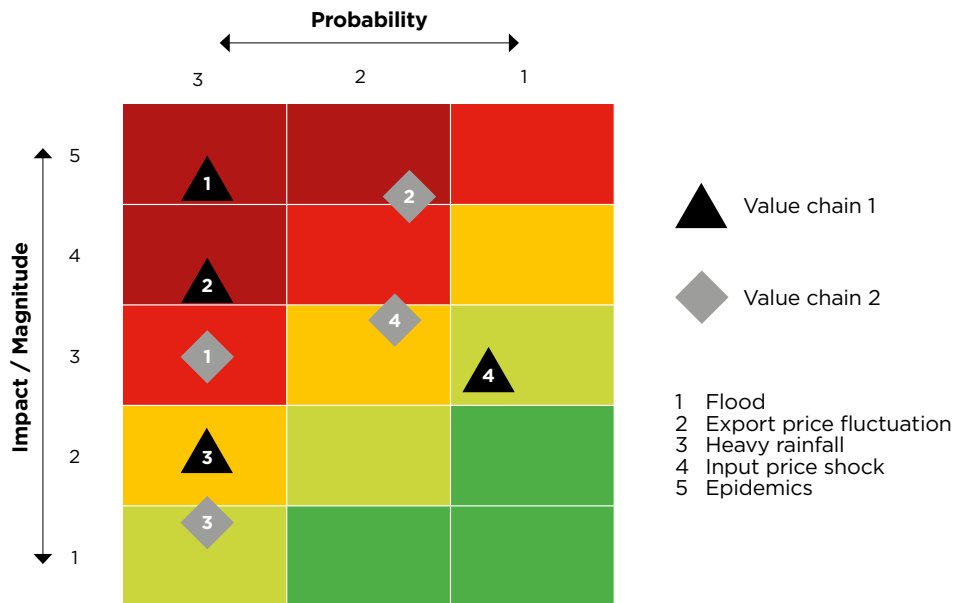 Probability
3 2 1
Impact / Magnitude
5
1
2
4
2
3
1
4
4
2
3
3
1
Value chain 1
Value chain 2
1 Flood
2 Export price fluctuation
3 Heavy rainfall
4 Input price shock
5 Epidemics